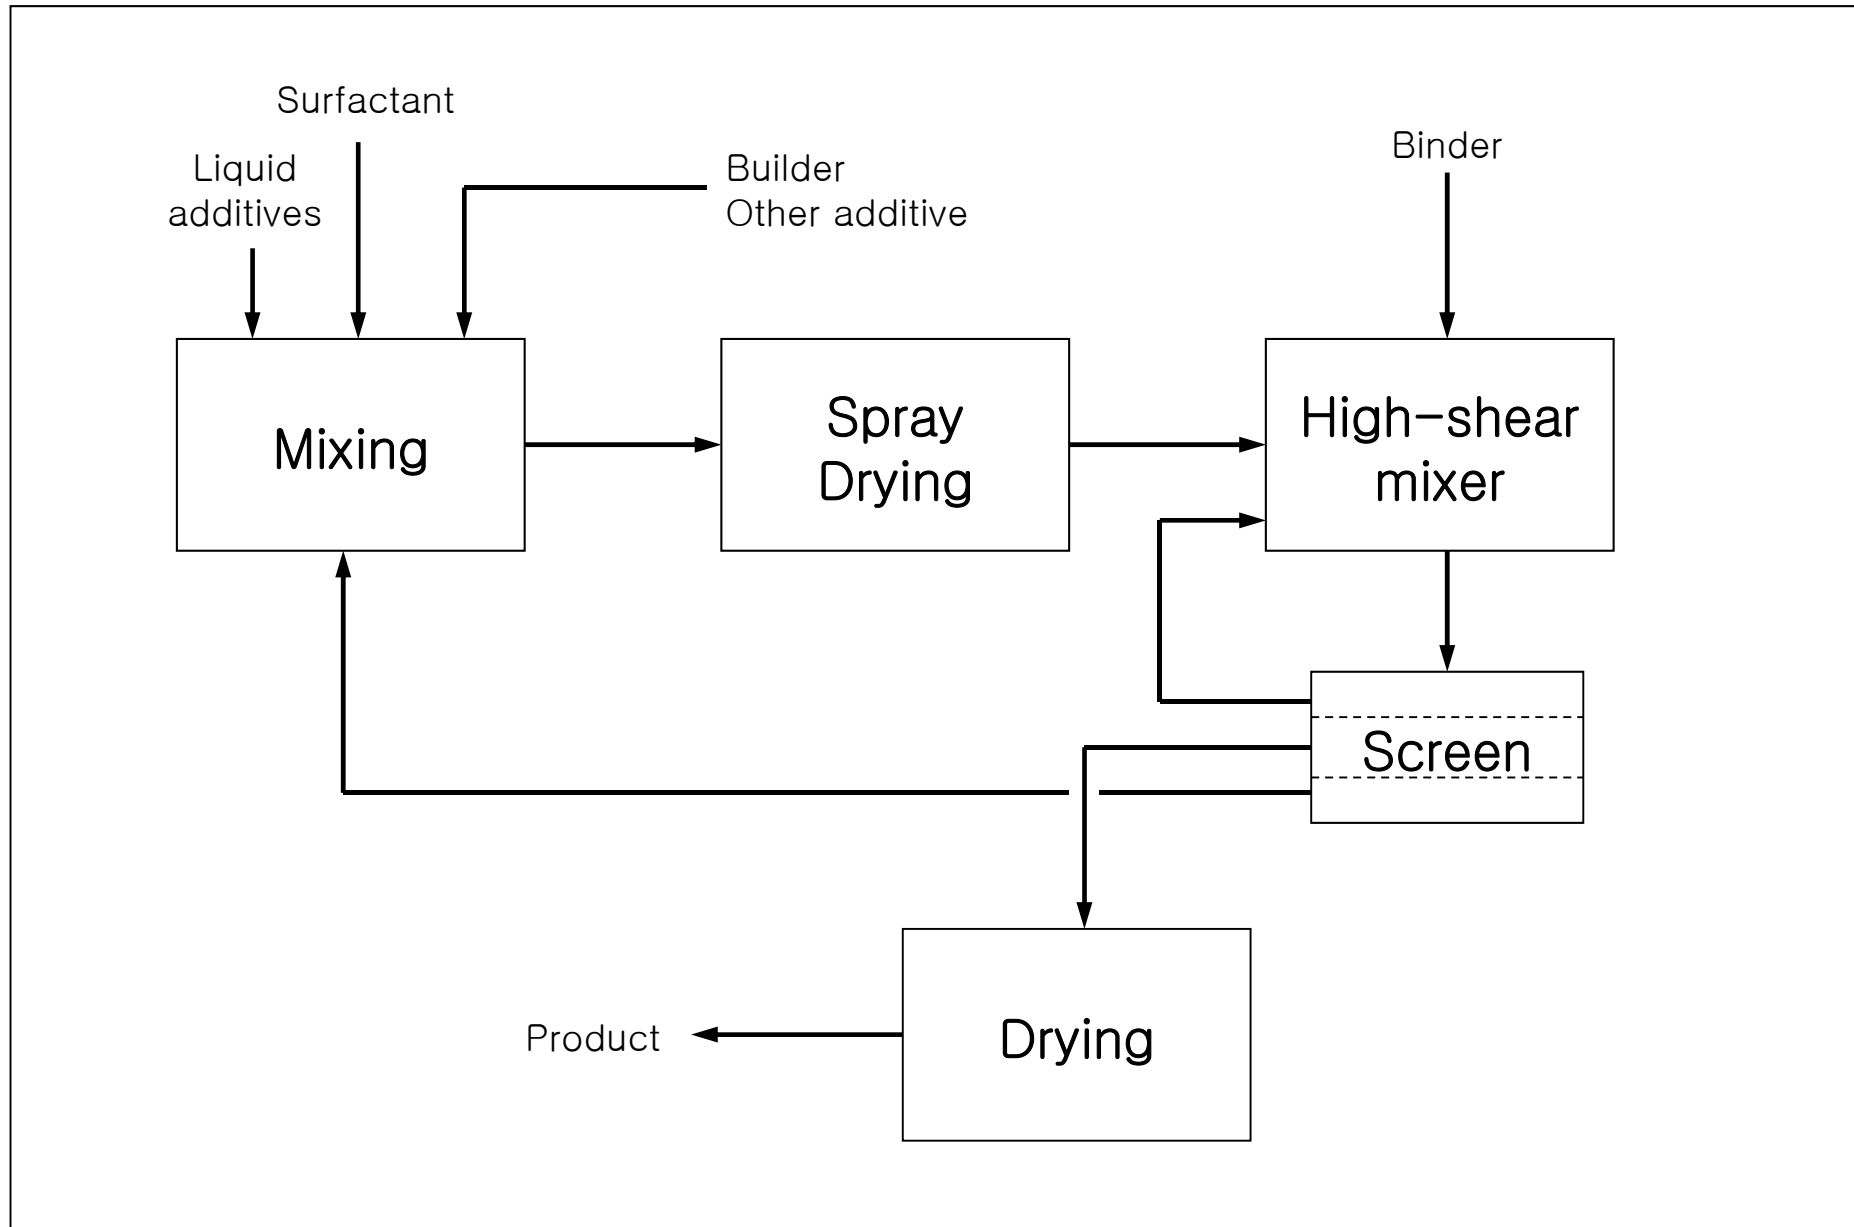 Surfactant
Liquid
additives
Builder
Other additive
Binder
Mixing
Spray
Drying
High-shear
mixer
Screen
Drying
Product